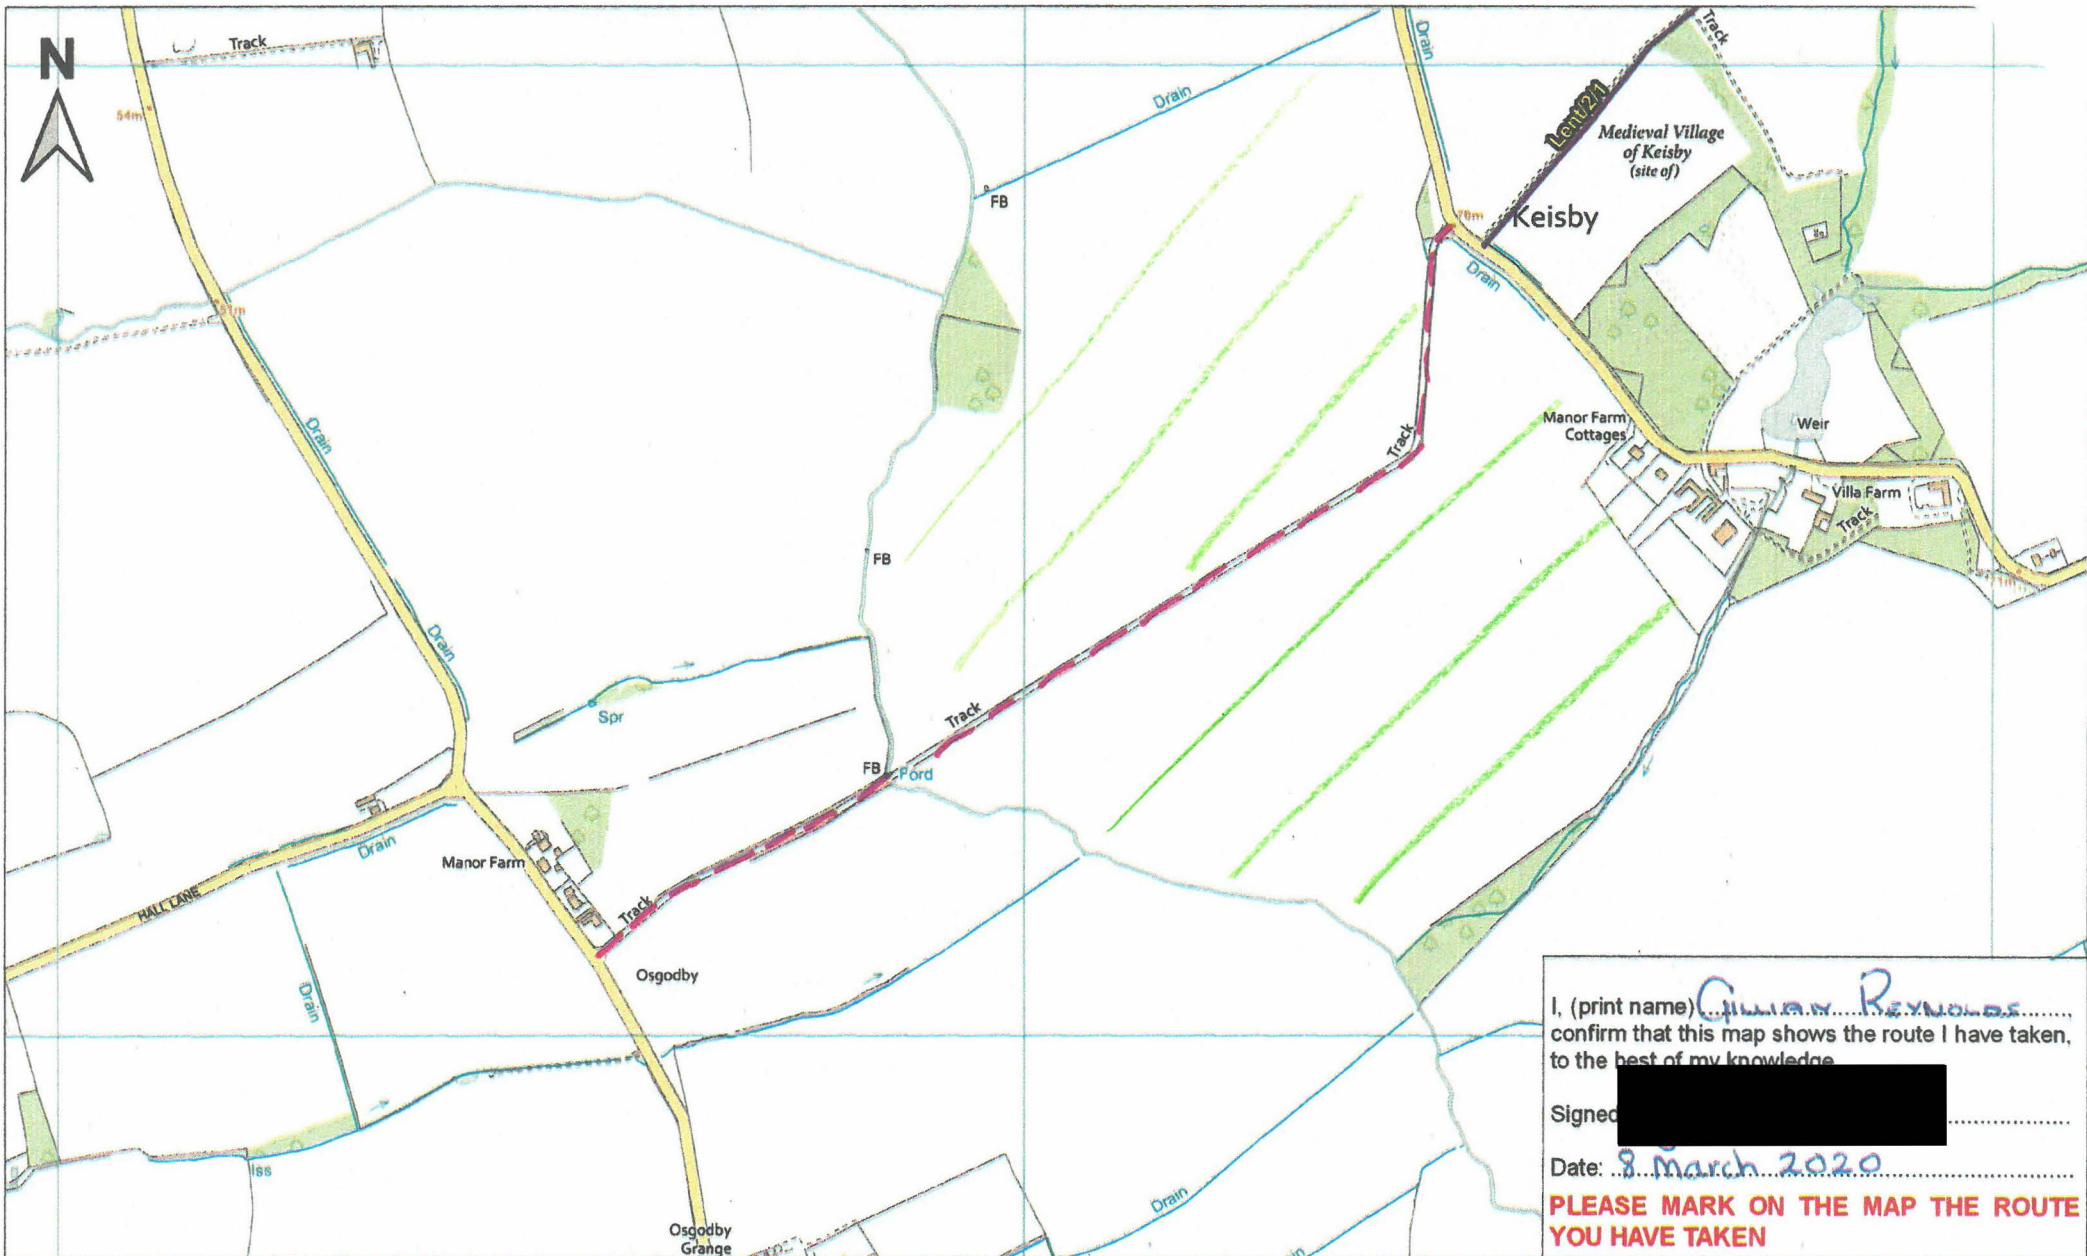 N
Track
54m
Drain
Drain
FB
Track
Lent/2/1
Medieval Village
of Keisby
(site of)
76m
Keisby
Drain
51m
Drain
Manor Farm
Cottages
Weir
Track
Villa Farm
Track
FB
71m
Drain
Spr
Track
FB
Ford
Drain
Manor Farm
HALL LANE
Track
Osgodby
Drain
Iss
Drain
Osgodby
Grange
I, (print name) GILLIAN REYNOLDS
confirm that this map shows the route I have taken,
to the best of my knowledge
Signed
Date: 8 March 2020
PLEASE MARK ON THE MAP THE ROUTE
YOU HAVE TAKEN